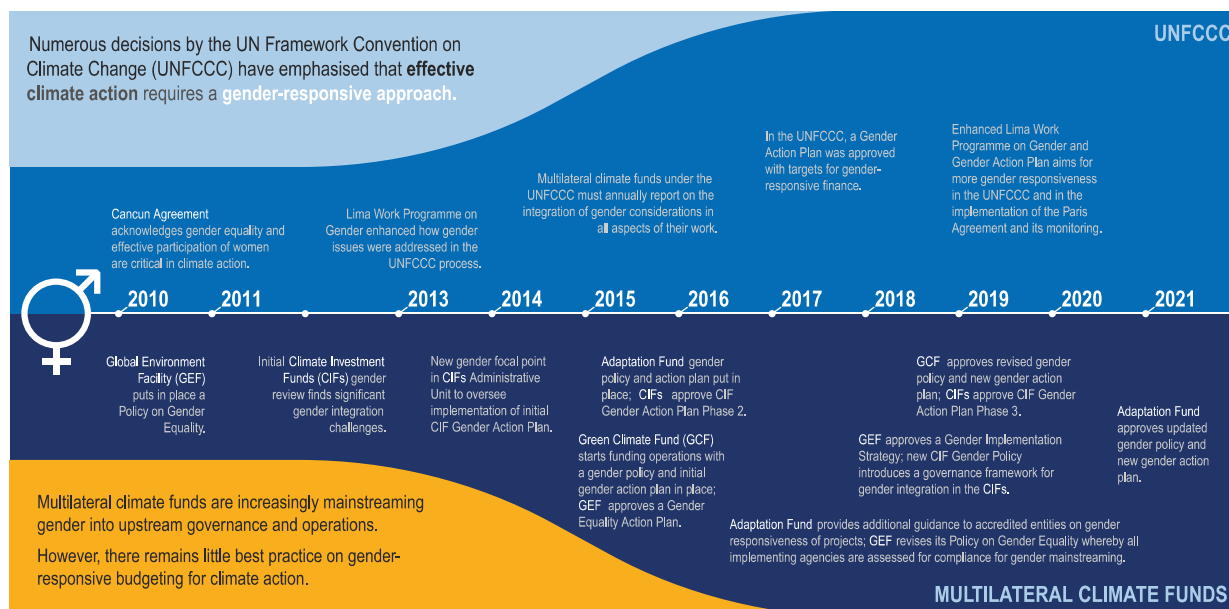 Numerous decisions by the UN Framework Convention on
Climate Change (UNFCCC) have emphasised that effective
climate action requires a gender-responsive approach.
UNFCCC
Cancun Agreement
acknowledges gender equality and
effective participation of women
are critical in climate action.
Lima Work Programme on
Gender enhanced how gender
issues were addressed in the
UNFCCC process.
Multilateral climate funds under the
UNFCCC must annually report on the
integration of gender considerations in
all aspects of their work.
In the UNFCCC, a Gender
Action Plan was approved
with targets for gender-
responsive finance.
Enhanced Lima Work
Programme on Gender and
Gender Action Plan aims for
more gender responsiveness
in the UNFCCC and in the
implementation of the Paris
Agreement and its monitoring.
2010 2011 2013 2014 2015 2016 2017 2018 2019 2020 2021
Global Environment
Facility (GEF)
puts in place a
Policy on Gender
Equality.
Initial Climate Investment
Funds (CIFs) gender
review finds significant
gender integration
challenges.
New gender focal point
in CIFs Administrative
Unit to oversee
implementation of initial
CIF Gender Action Plan.
Adaptation Fund gender
policy and action plan put in
place; CIFs approve CIF
Gender Action Plan Phase 2.
Green Climate Fund (GCF)
starts funding operations with
a gender policy and initial
gender action plan in place;
GEF approves a Gender
Equality Action Plan.
GCF approves revised gender
policy and new gender action
plan; CIFs approve CIF Gender
Action Plan Phase 3.
GEF approves a Gender Implementation
Strategy; new CIF Gender Policy
introduces a governance framework for
gender integration in the CIFs.
Adaptation Fund
approves updated
gender policy and
new gender action
plan.
Adaptation Fund provides additional guidance to accredited entities on gender
responsiveness of projects; GEF revises its Policy on Gender Equality whereby all
implementing agencies are assessed for compliance for gender mainstreaming.
Multilateral climate funds are increasingly mainstreaming
gender into upstream governance and operations.
However, there remains little best practice on gender-
responsive budgeting for climate action.
MULTILATERAL CLIMATE FUNDS